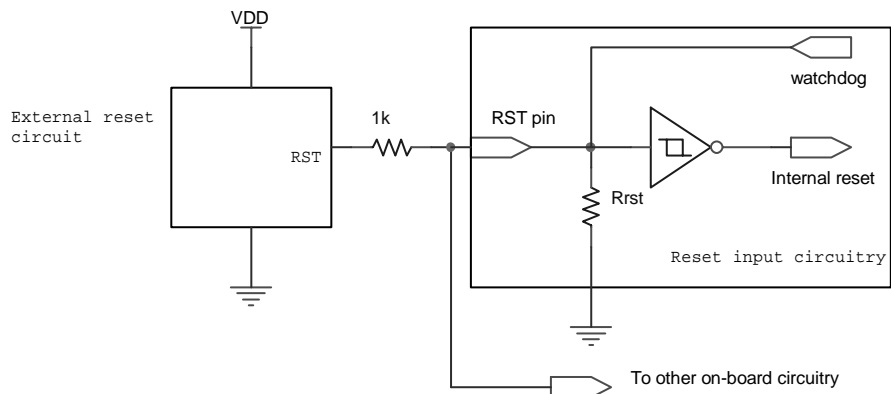 VDD
watchdog
External reset
circuit
1k
RST pin
RST
Internal reset
Rrst
Reset input circuitry
To other on-board circuitry